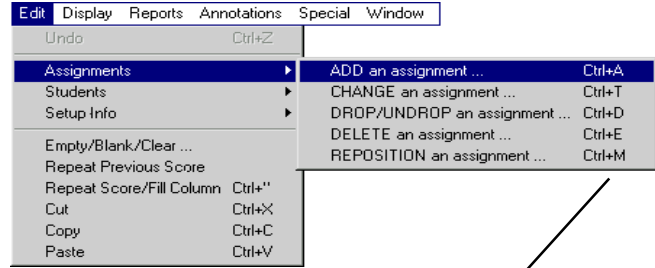 Edit Display Reports Annotations Special Window
Undo Ctrl+Z
Assignments
Students
Setup Info
Empty/Blank/Clear ...
Repeat Previous Score
Repeat Score/Fill Column Ctrl+"
Cut Ctrl+X
Copy Ctrl+C
Paste Ctrl+V
ADD an assignment ... Ctrl+A
CHANGE an assignment ... Ctrl+T
DROP/UNDROP an assignment ... Ctrl+D
DELETE an assignment ... Ctrl+E
REPOSITION an assignment ... Ctrl+M